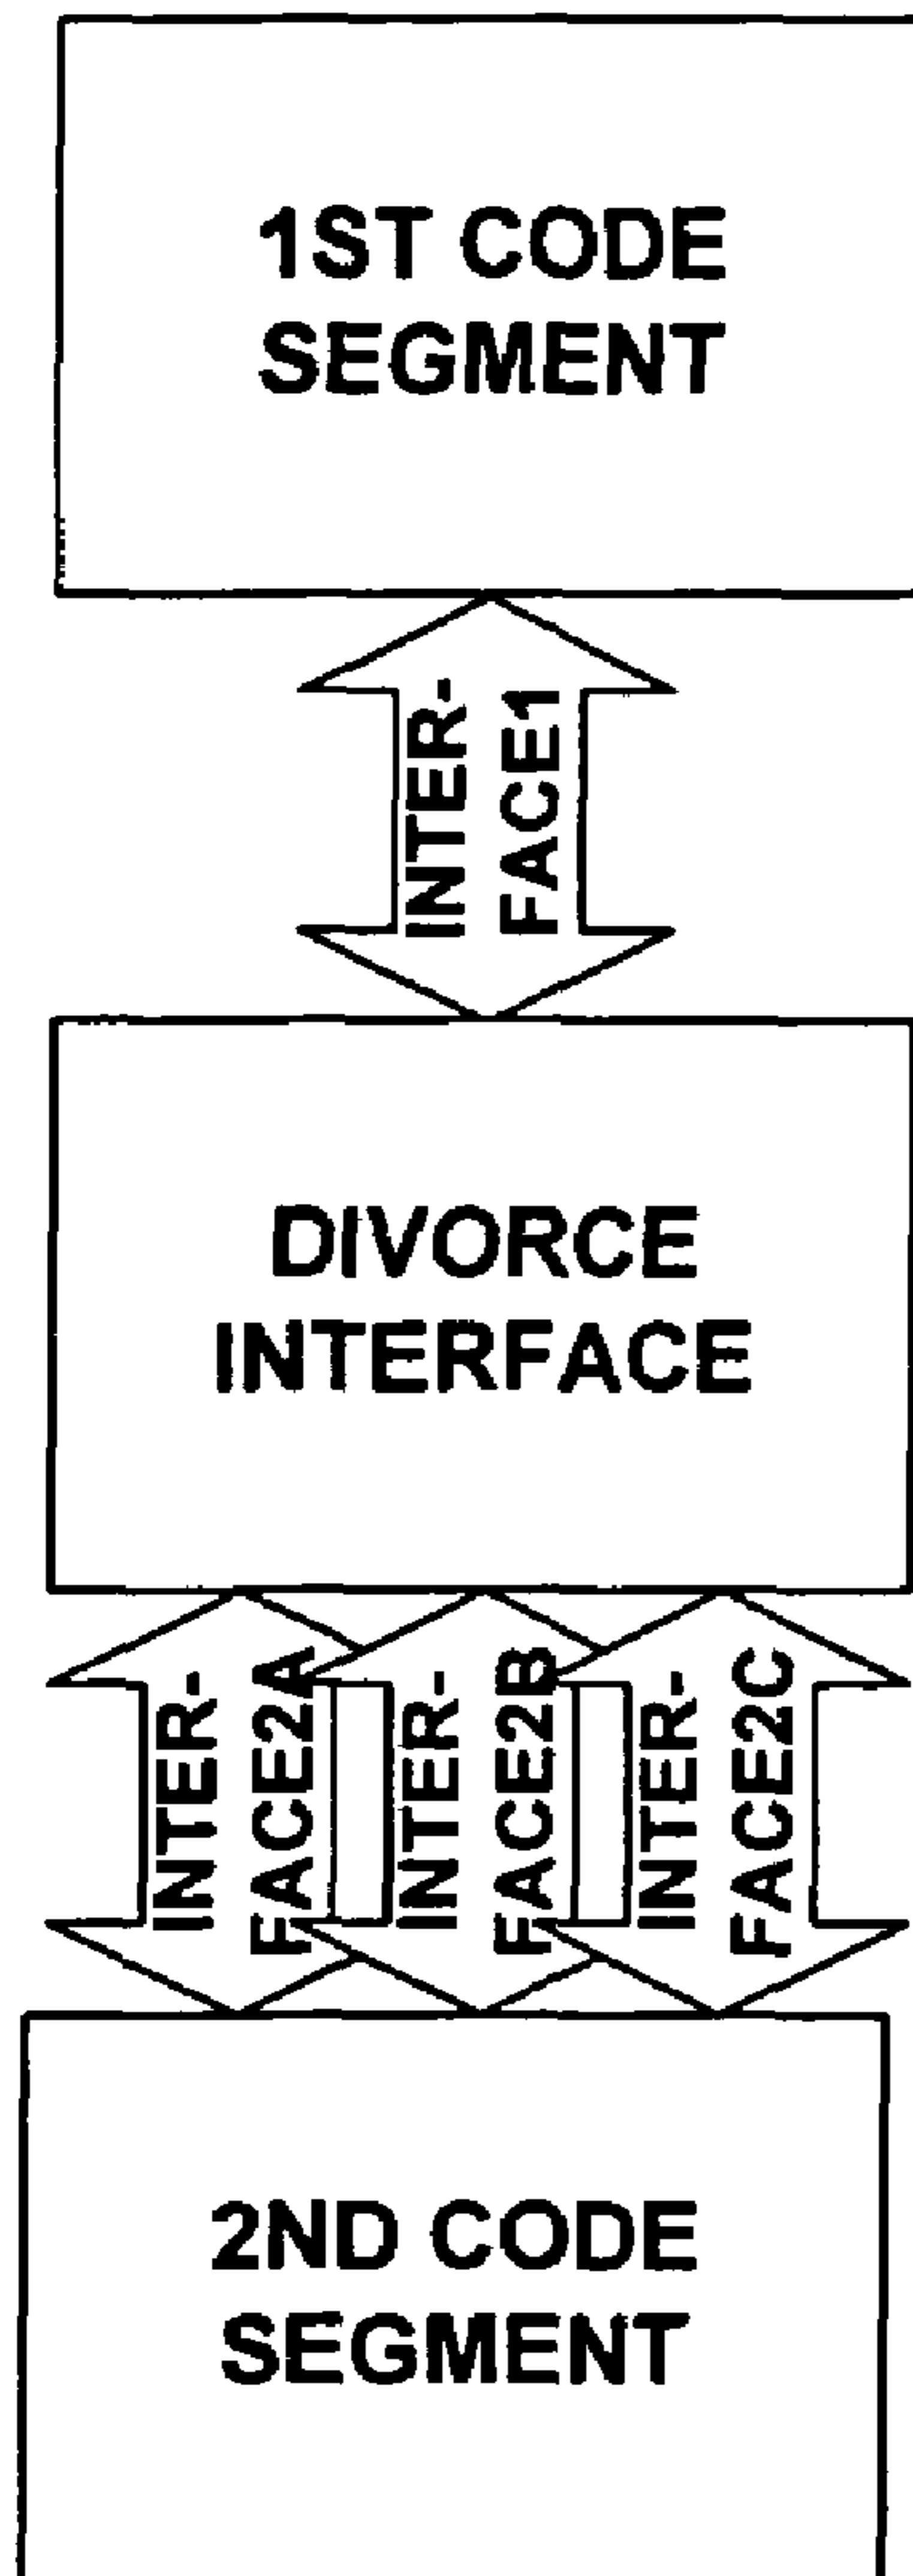 1ST CODE
SEGMENT
INTER-
FACE1
DIVORCE
INTERFACE
INTER-
FACE2A
INTER-
FACE2B
INTER-
FACE2C
2ND CODE
SEGMENT